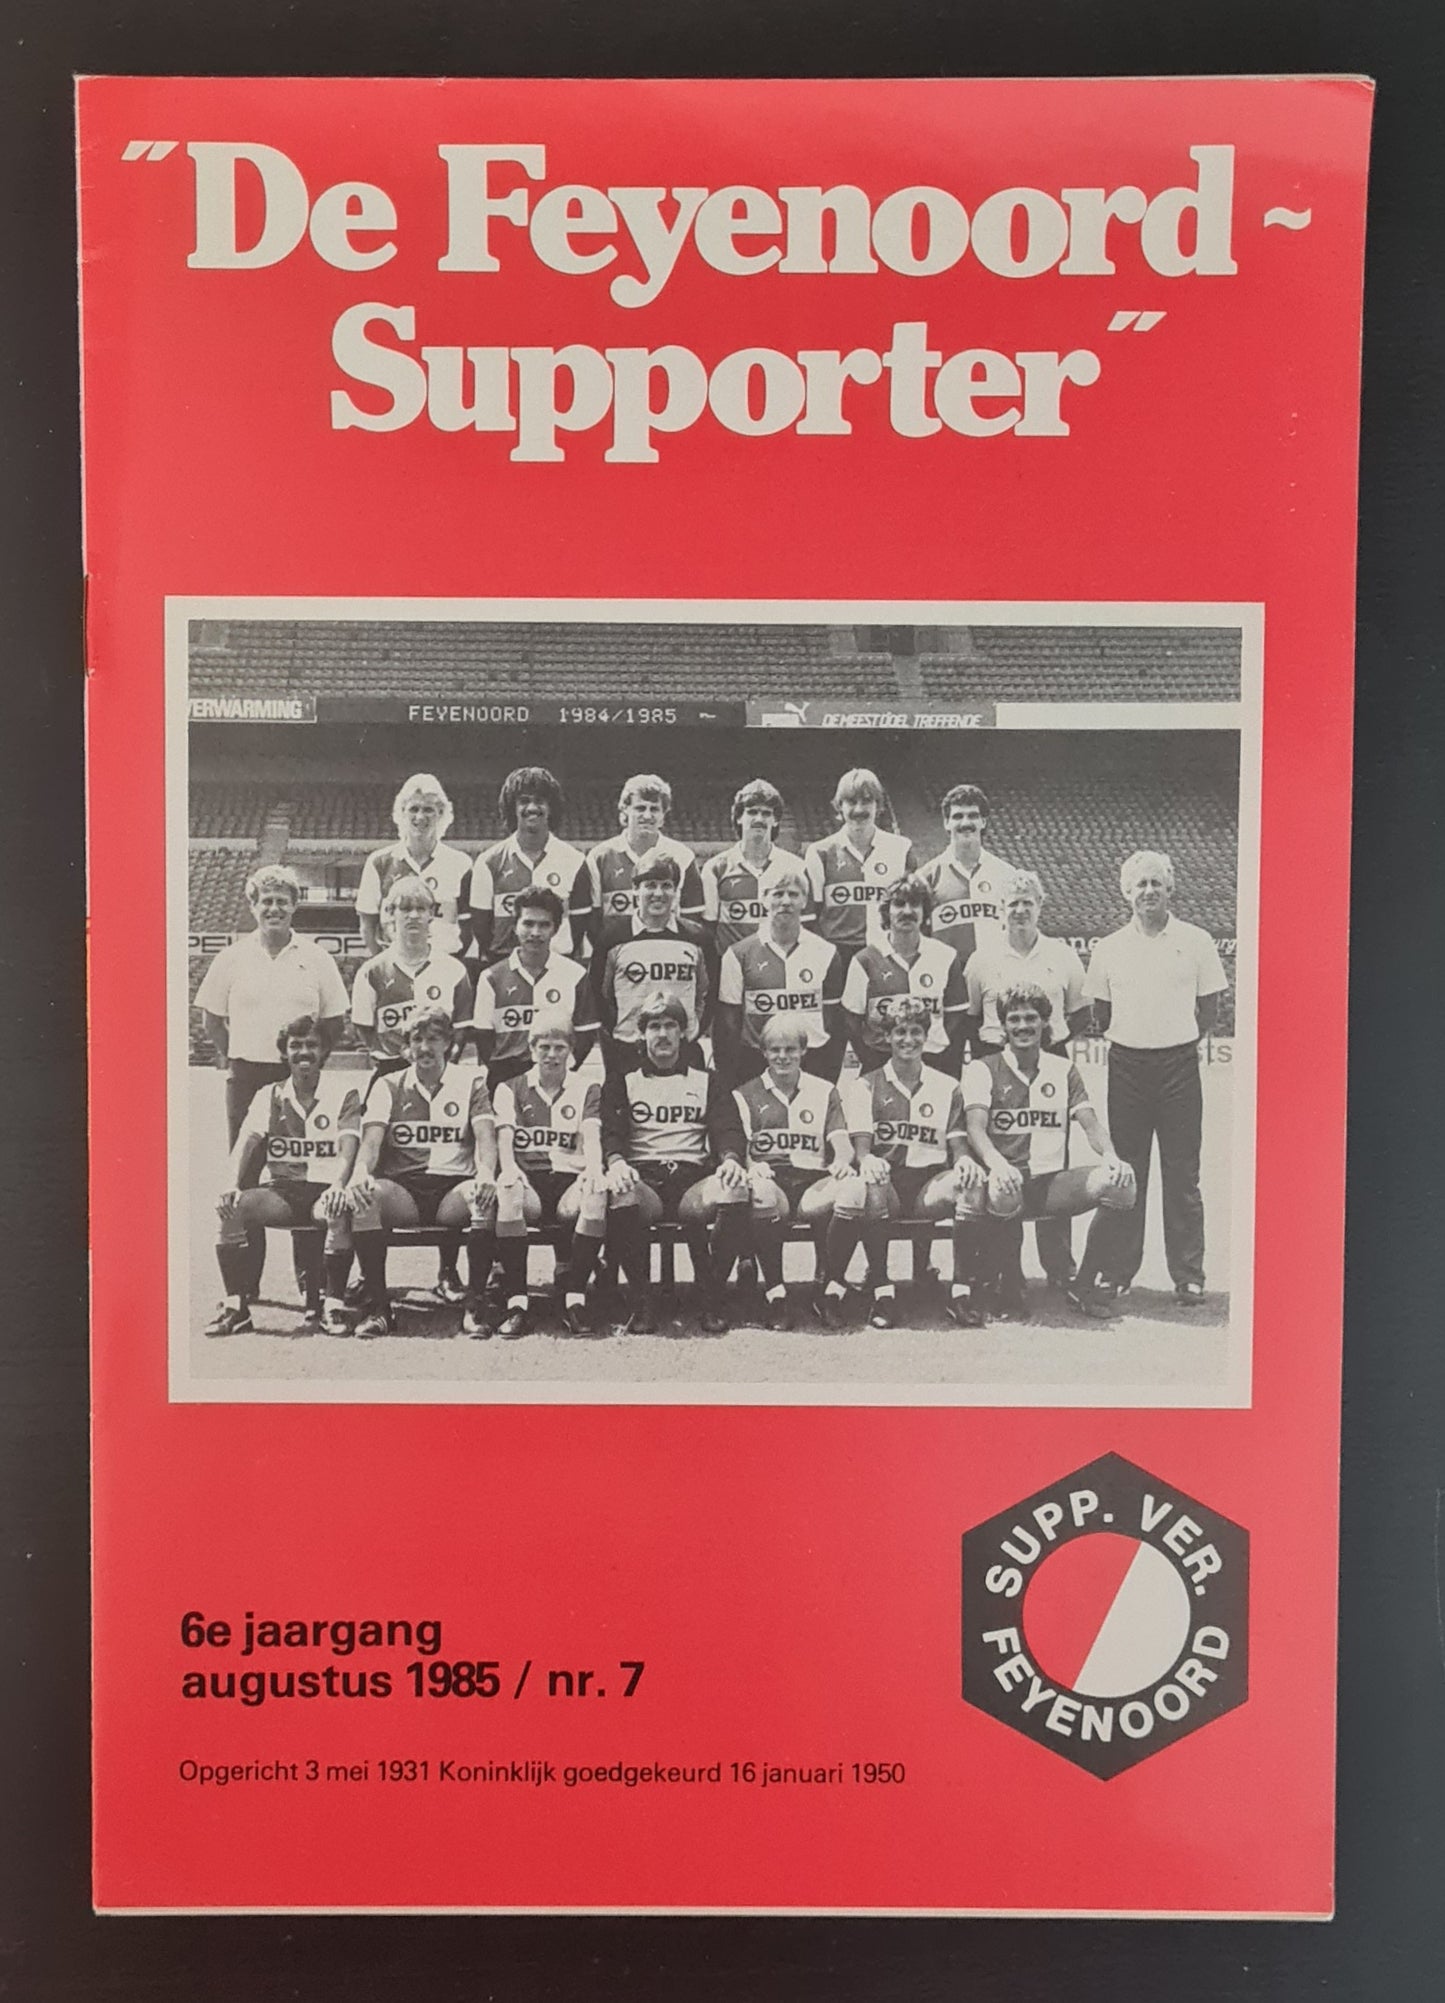 "De Feyenoord~
Supporter"
VERWARMING
FEYENOORD 1984/1985 ~
DE MEEST DOEL TREFFENDE
OPEL
OPEL
OPEL
OPEL
OPEL
OPEL
OPEL
OPEL
OPEL
OPEL
OPEL
SUPP. VER.
FEYENOORD
6e jaargang
augustus 1985 / nr. 7
Opgericht 3 mei 1931 Koninklijk goedgekeurd 16 januari 1950